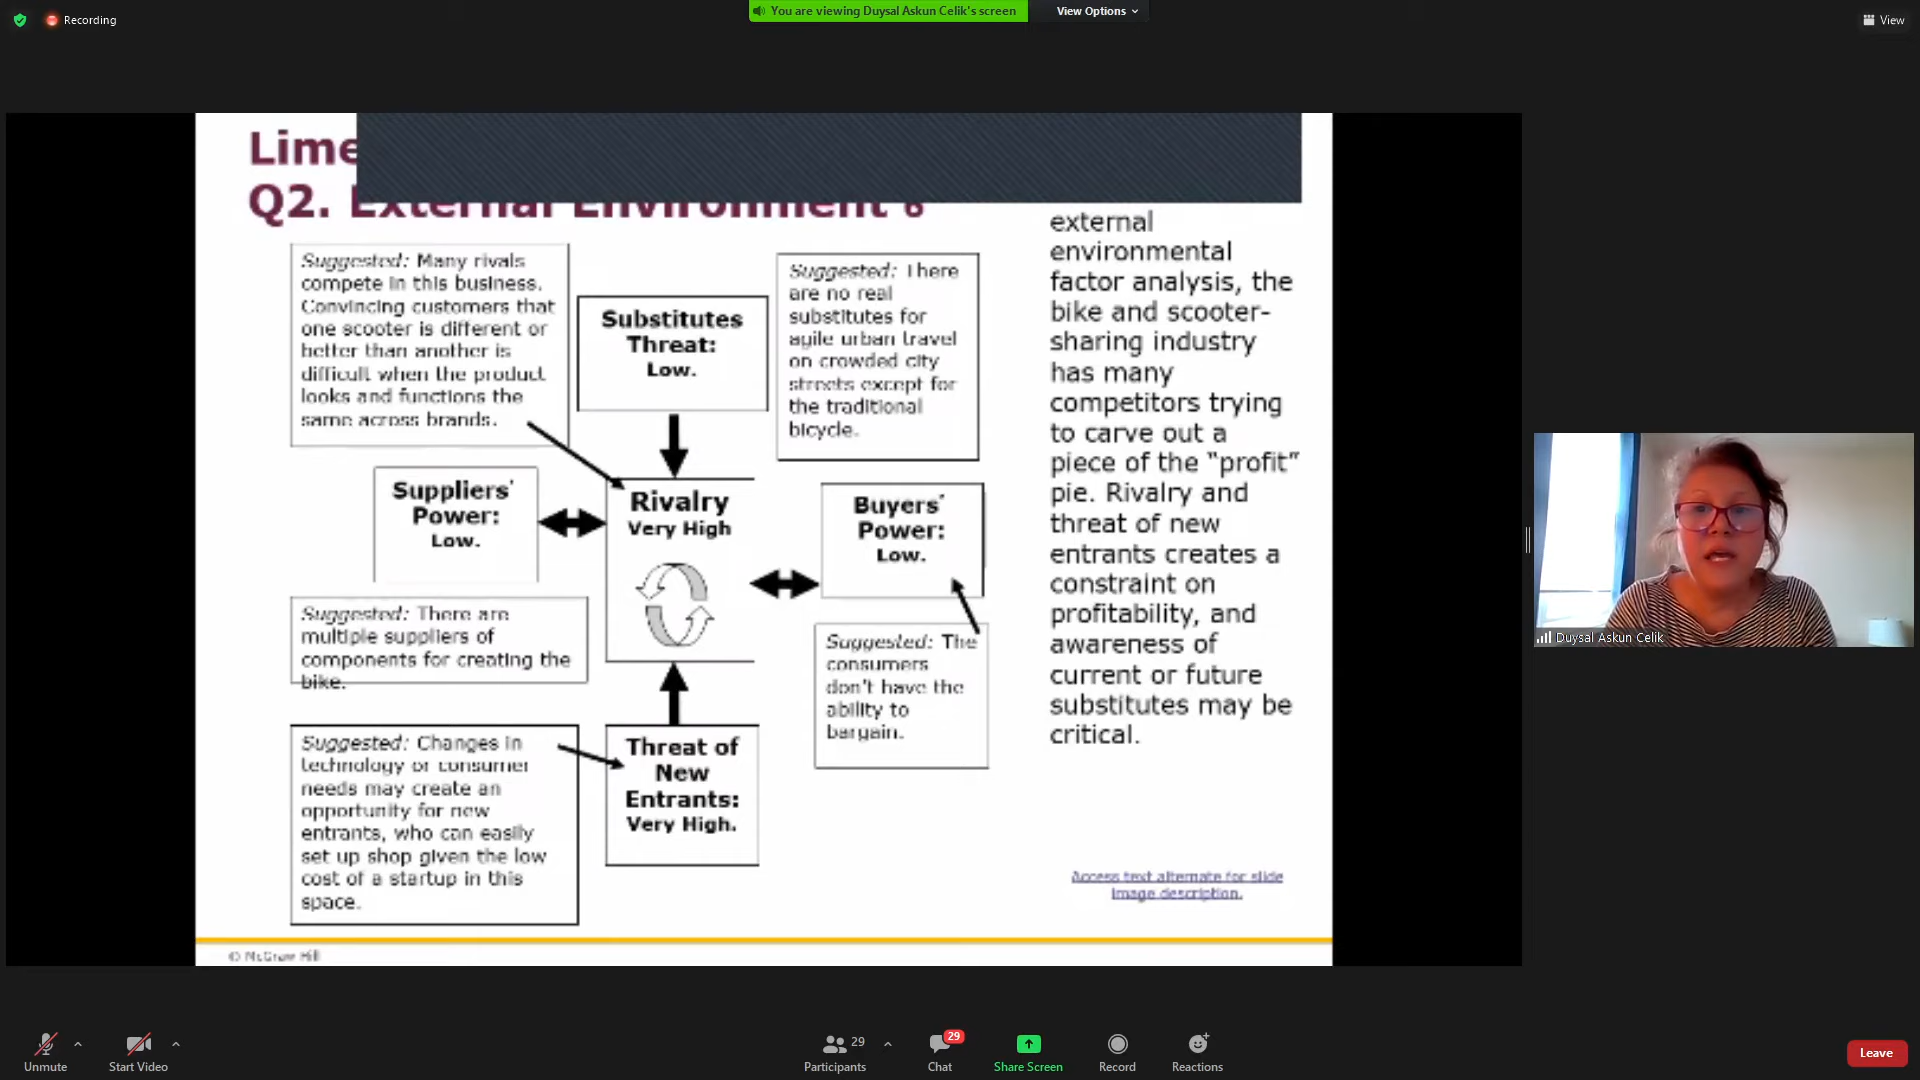 Recording
You are viewing Duysal Askun Celik's screen
View Options
View
Lime
Q2. External Environment 6
Suggested: Many rivals
compete in this business.
Convincing customers that
one scooter is different or
better than another is
difficult when the product
looks and functions the
same across brands.
Substitutes
Threat:
Low.
Suggested: There
are no real
substitutes for
agile urban travel
on crowded city
streets except for
the traditional
bicycle.
Suppliers'
Power:
Low.
Rivalry
Very High
Buyers'
Power:
Low.
Suggested: There are
multiple suppliers of
components for creating the
bike.
Suggested: The
consumers
don't have the
ability to
bargain.
Suggested: Changes in
technology or consumer
needs may create an
opportunity for new
entrants, who can easily
set up shop given the low
cost of a startup in this
space.
Threat of
New
Entrants:
Very High.
external
environmental
factor analysis, the
bike and scooter-
sharing industry
has many
competitors trying
to carve out a
piece of the “profit”
pie. Rivalry and
threat of new
entrants creates a
constraint on
profitability, and
awareness of
current or future
substitutes may be
critical.
Access text alternate for slide
image description.
© McGraw Hill
Duysal Askun Celik
Unmute
Start Video
29
Participants
29
Chat
Share Screen
Record
Reactions
Leave